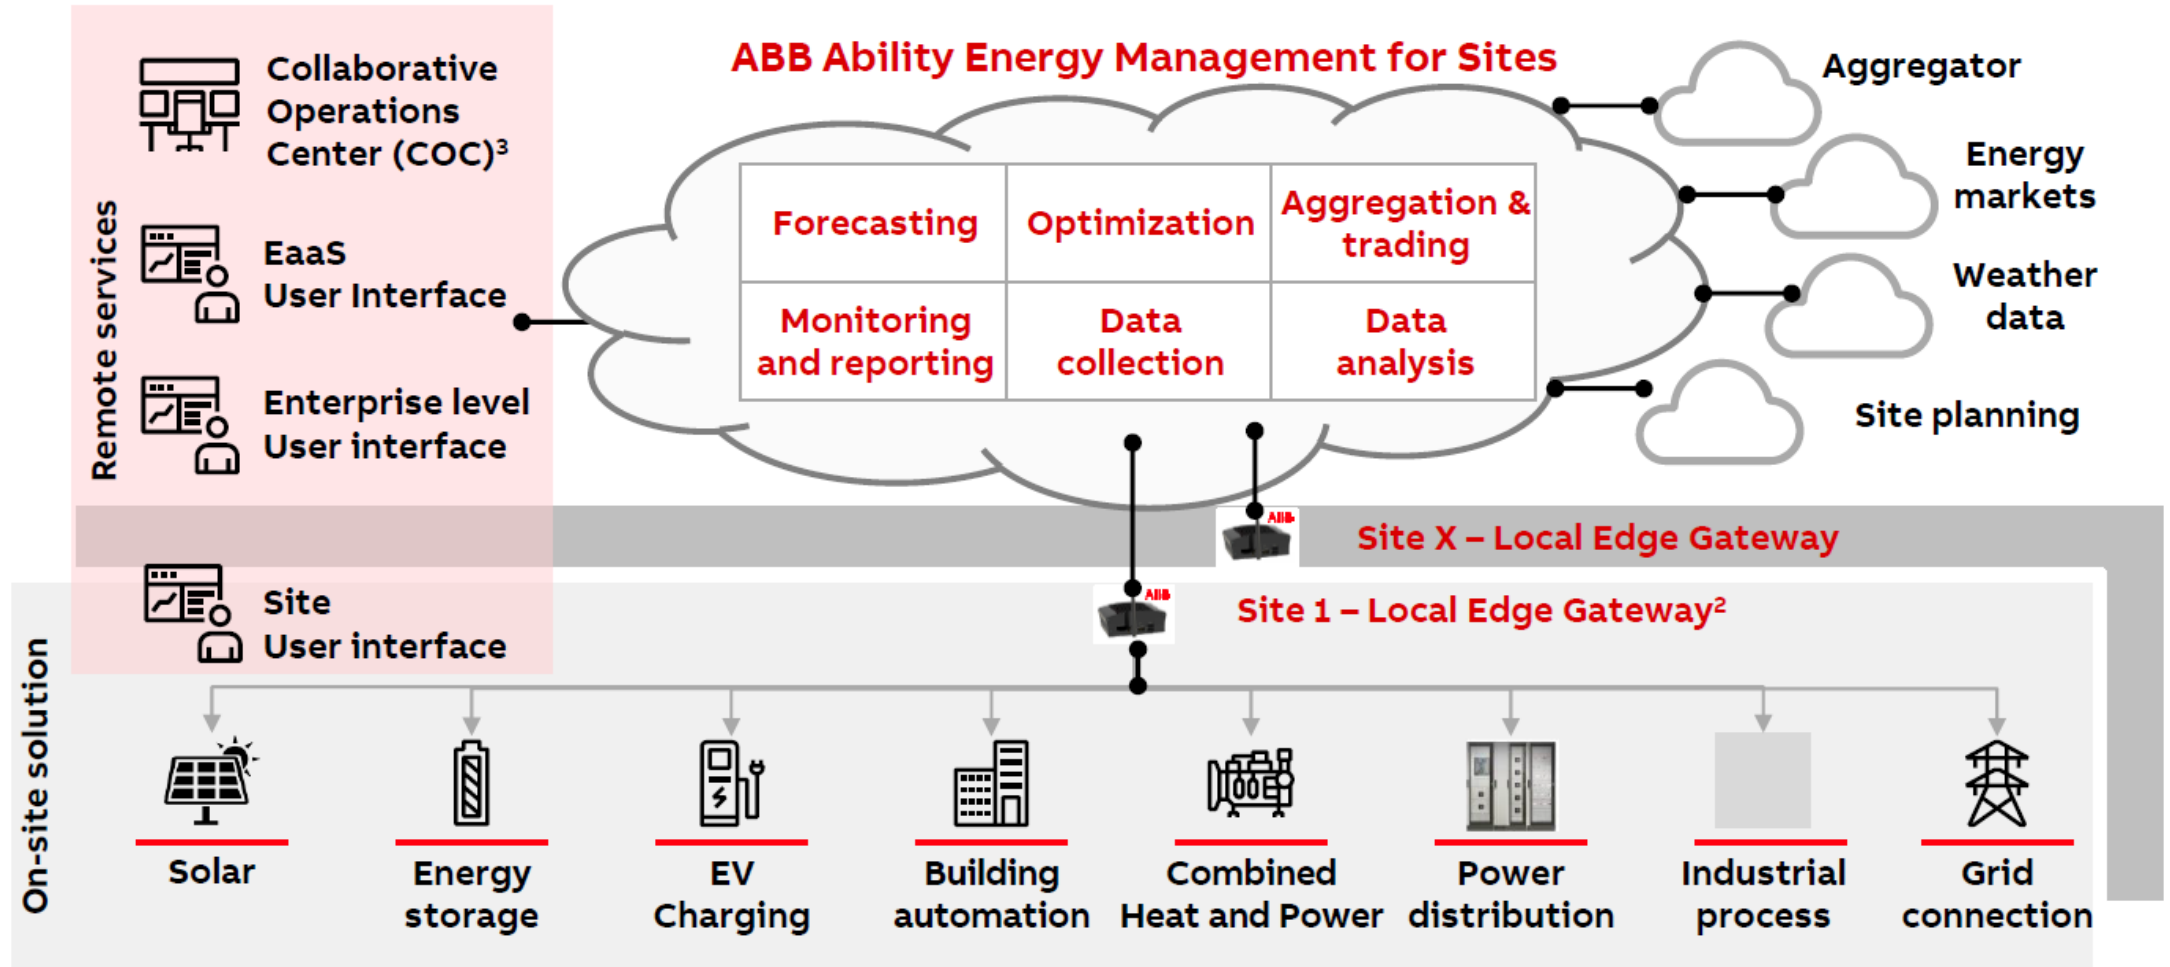 ABB Ability Energy Management for Sites
Remote services
Collaborative
Operations
Center (COC)³
EaaS
User Interface
Enterprise level
User interface
Site
User interface
Forecasting
Optimization
Aggregation &
trading
Monitoring
and reporting
Data
collection
Data
analysis
Aggregator
Energy
markets
Weather
data
Site planning
ABB
Site X – Local Edge Gateway
ABB
Site 1 – Local Edge Gateway²
On-site solution
Solar
Energy
storage
EV
Charging
Building
automation
Combined
Heat and Power
Power
distribution
Industrial
process
Grid
connection